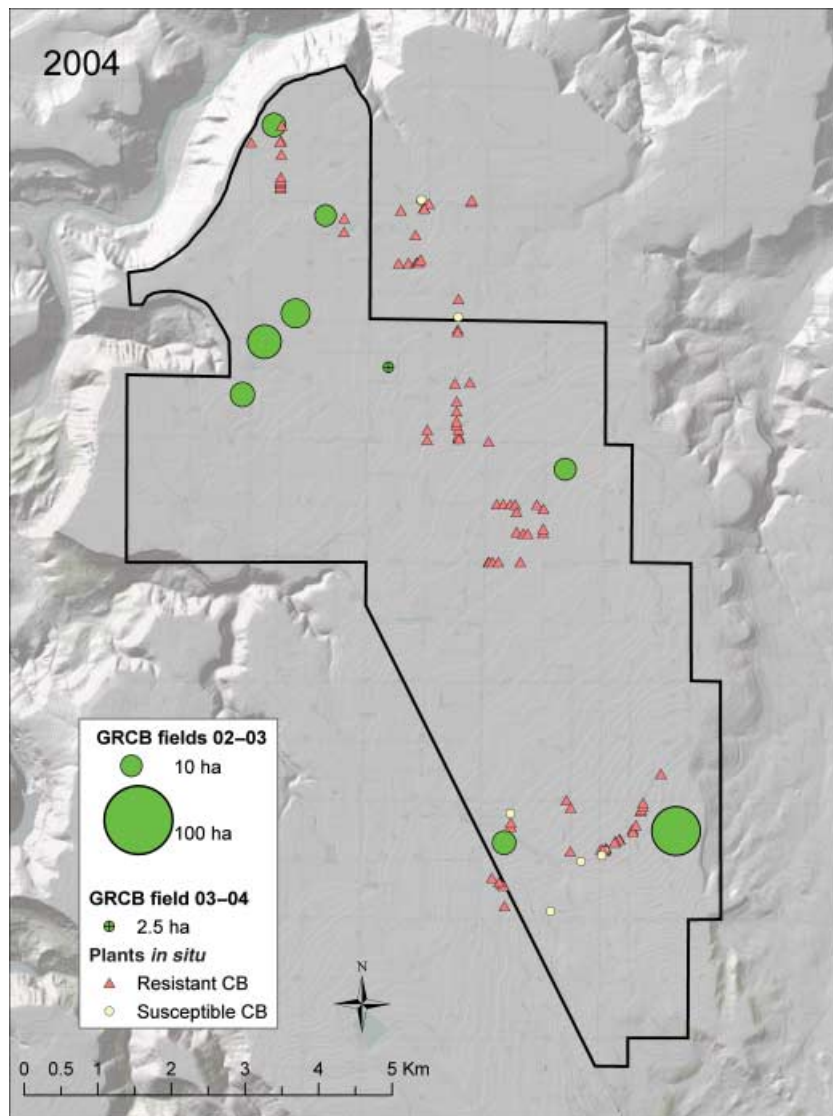 2004
GRCB fields 02–03
10 ha
100 ha
GRCB field 03–04
2.5 ha
Plants in situ
Resistant CB
Susceptible CB
N
0 0.5 1 2 3 4 5 Km